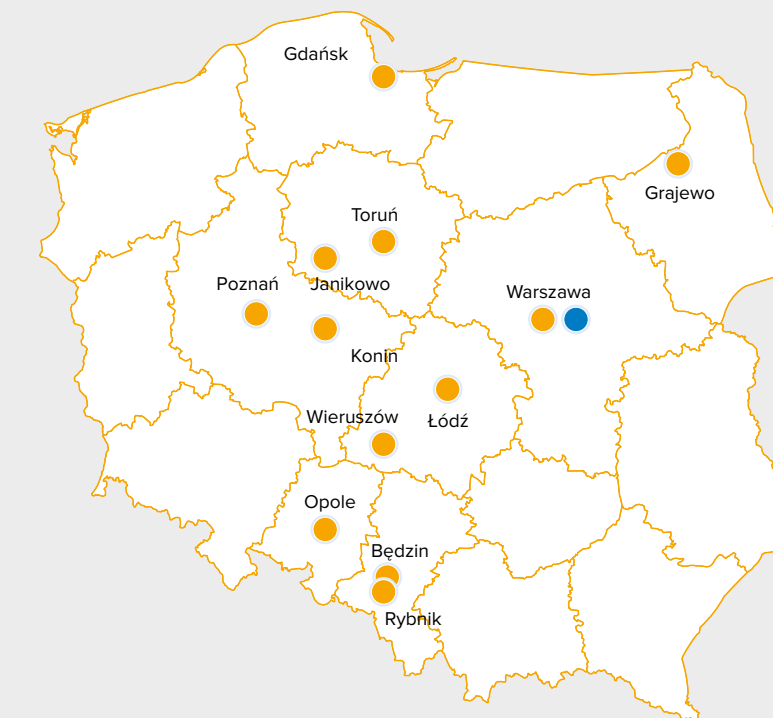 Gdańsk
Grajewo
Toruń
Poznań
Janikowo
Warszawa
Konin
Wieruszów
Łódź
Opole
Będzin
Rybnik